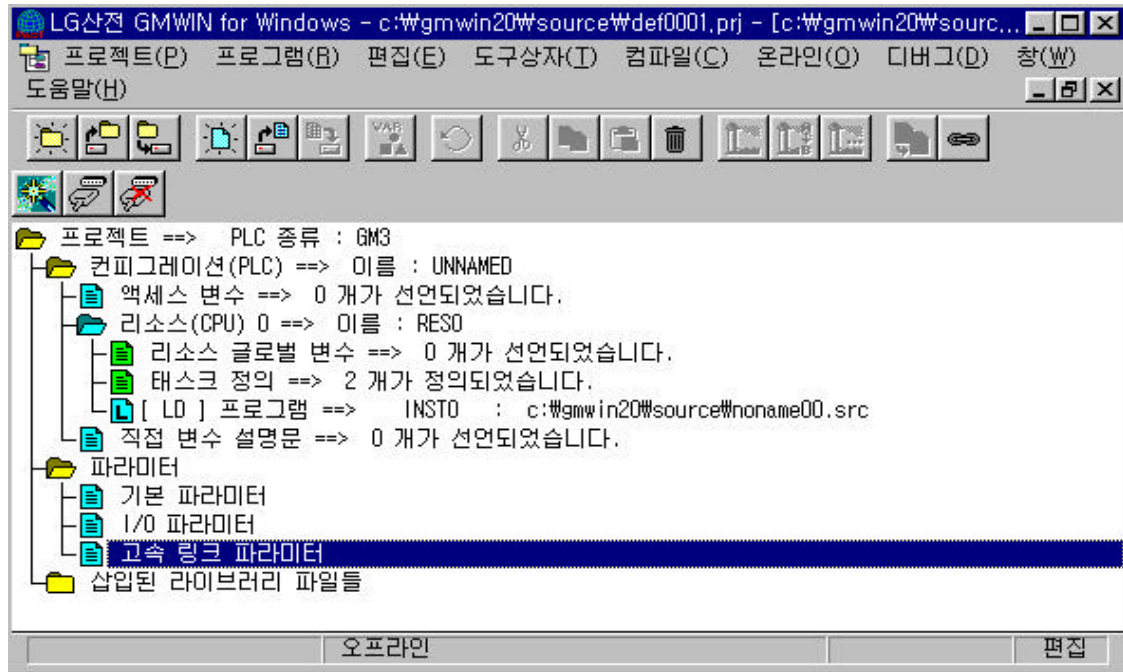 LG산전 GMWIN for Windows - c:₩gmwin20₩source₩def0001.prj - [c:₩gmwin20₩sourc...
프로젝트(P) 프로그램(R) 편집(E) 도구상자(T) 컴파일(C) 온라인(O) 디버그(D) 창(W)
도움말(H)
VAR
프로젝트 ==> PLC 종류 : GM3
컨피그레이션(PLC) ==> 이름 : UNNAMED
액세스 변수 ==> 0 개가 선언되었습니다.
리소스(CPU) 0 ==> 이름 : RES0
리소스 글로벌 변수 ==> 0 개가 선언되었습니다.
태스크 정의 ==> 2 개가 정의되었습니다.
L [ LD ] 프로그램 ==> INST0 : c:₩gmwin20₩source₩noname00.src
직접 변수 설명문 ==> 0 개가 선언되었습니다.
파라미터
기본 파라미터
I/O 파라미터
고속 링크 파라미터
삽입된 라이브러리 파일들
오프라인 편집